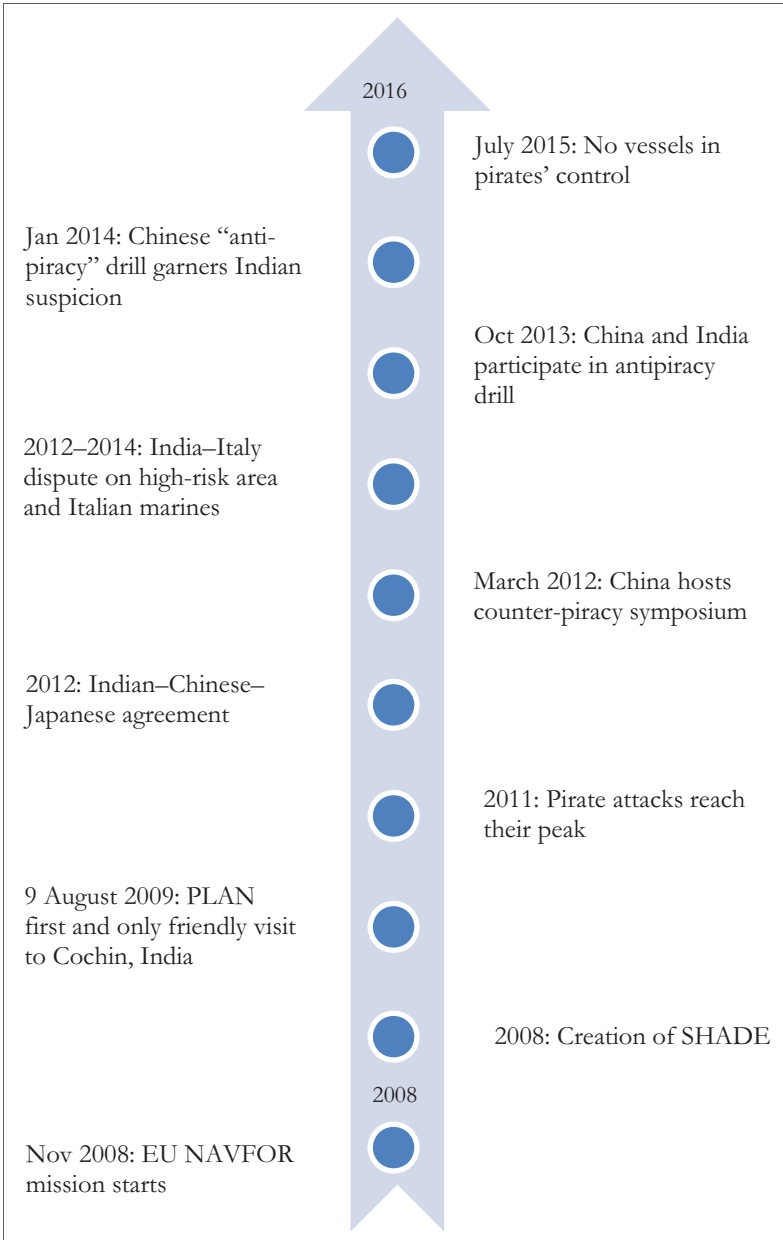 2016
July 2015: No vessels in
pirates’ control
Jan 2014: Chinese “anti-
piracy” drill garners Indian
suspicion
Oct 2013: China and India
participate in antipiracy
drill
2012–2014: India–Italy
dispute on high-risk area
and Italian marines
March 2012: China hosts
counter-piracy symposium
2012: Indian–Chinese–
Japanese agreement
2011: Pirate attacks reach
their peak
9 August 2009: PLAN
first and only friendly visit
to Cochin, India
2008: Creation of SHADE
2008
Nov 2008: EU NAVFOR
mission starts